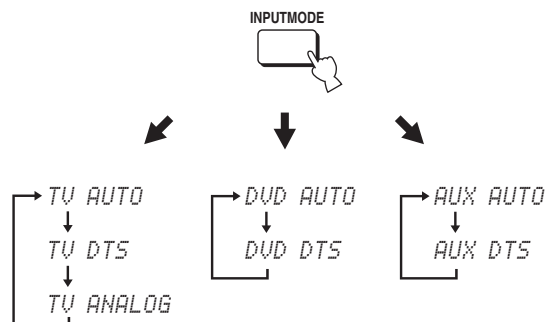 INPUTMODE
TV AUTO
TV DTS
TV ANALOG
DVD AUTO
DVD DTS
AUX AUTO
AUX DTS